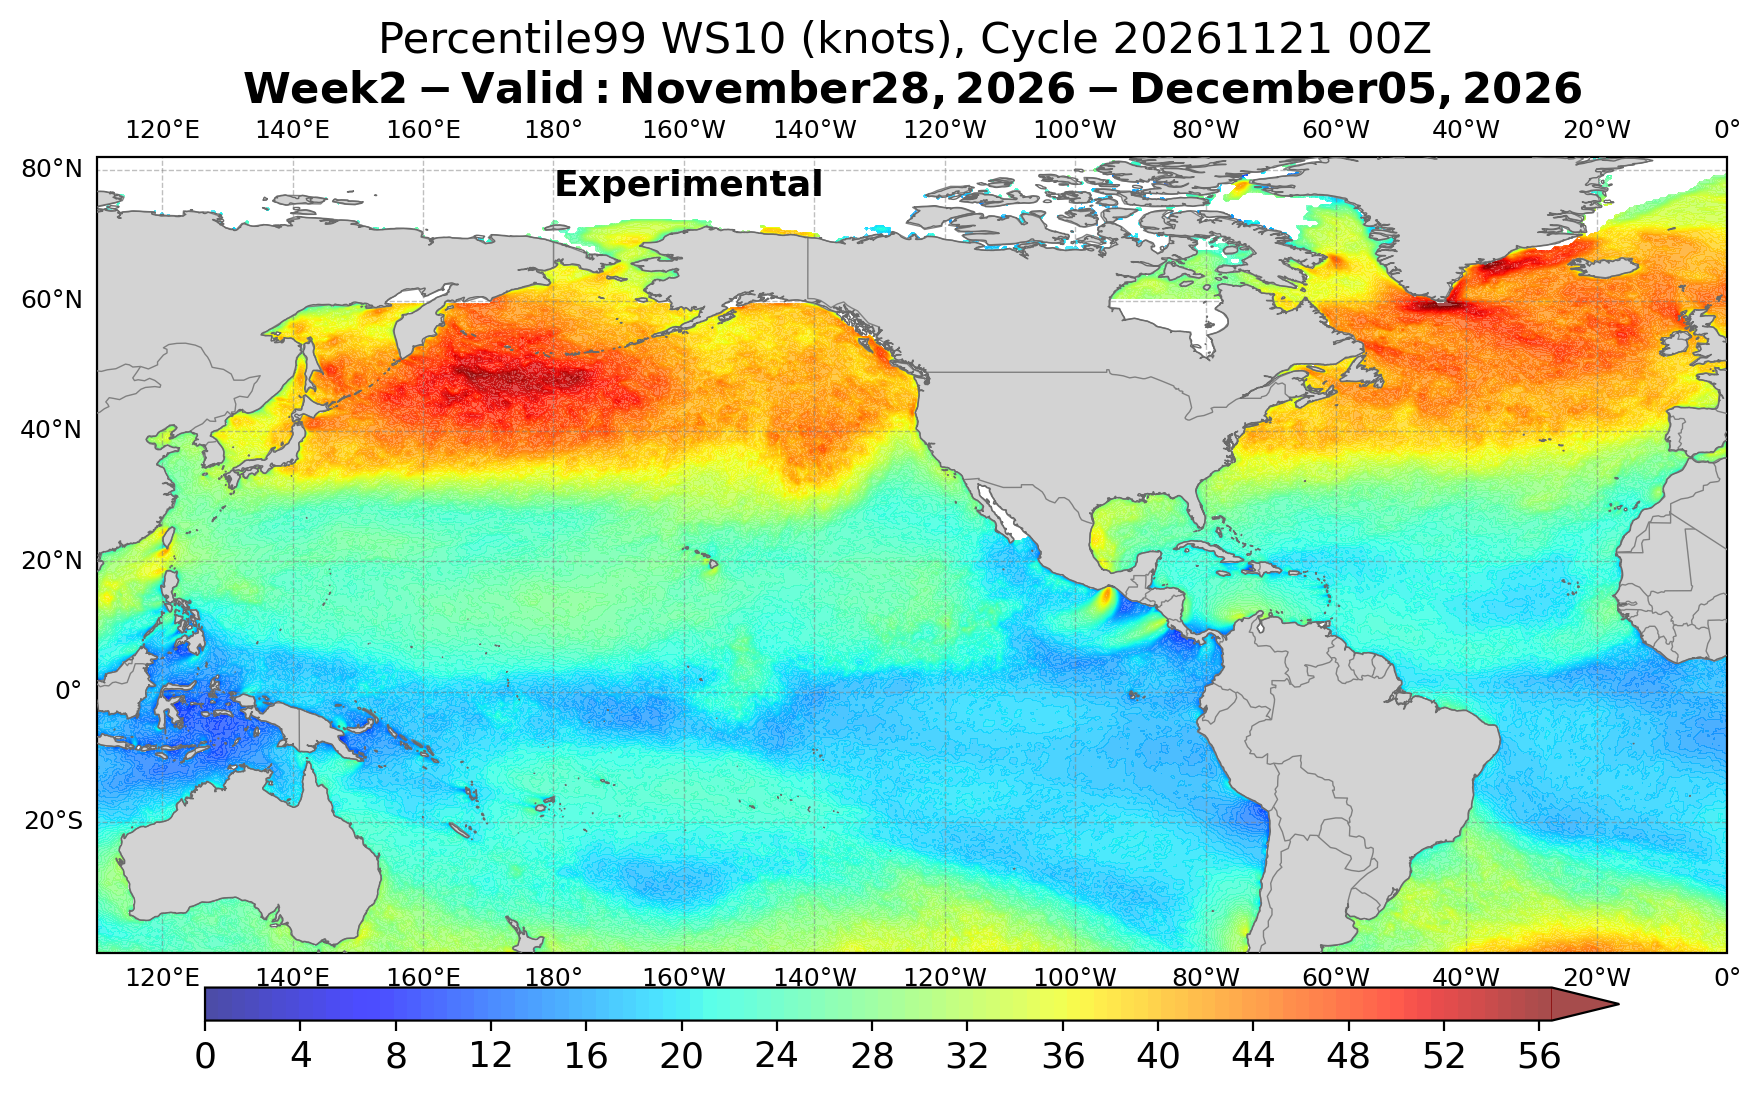 Percentile99 WS10 (knots), Cycle 20261121 00Z
Week2 − Valid : November28, 2026 − December05, 2026
120°E 140°E 160°E 180° 160°W 140°W 120°W 100°W 80°W 60°W 40°W 20°W 0°
80°N
Experimental
60°N
40°N
20°N
0°
20°S
120°E 140°E 160°E 180° 160°W 140°W 120°W 100°W 80°W 60°W 40°W 20°W 0°
0 4 8 12 16 20 24 28 32 36 40 44 48 52 56